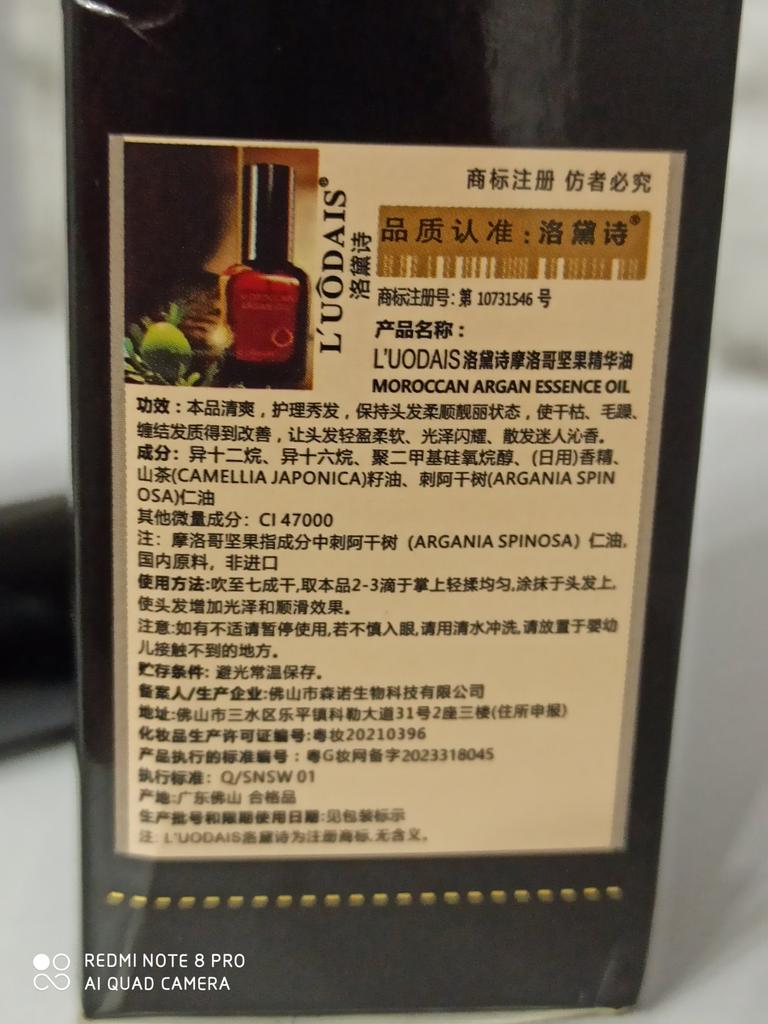 商标注册 仿者必究
L'UODAIS®
洛黛诗
品质认准:洛黛诗®
商标注册号:第 10731546 号
产品名称:
L'UODAIS洛黛诗摩洛哥坚果精华油
MOROCCAN ARGAN ESSENCE OIL
MOROCCAN
ARGAN OIL
功效:本品清爽,护理秀发,保持头发柔顺靓丽状态,使干枯、毛躁、
缠结发质得到改善,让头发轻盈柔软、光泽闪耀、散发迷人沁香。
成分:异十二烷、异十六烷、聚二甲基硅氧烷醇、(日用)香精、
山茶(CAMELLIA JAPONICA)籽油、刺阿干树(ARGANIA SPIN
OSA)仁油
其他微量成分:CI 47000
注:摩洛哥坚果指成分中刺阿干树(ARGANIA SPINOSA)仁油,
国内原料,非进口
使用方法:吹至七成干,取本品2-3滴于掌上轻揉均匀,涂抹于头发上,
使头发增加光泽和顺滑效果。
注意:如有不适请暂停使用,若不慎入眼,请用清水冲洗,请放置于婴幼
儿接触不到的地方。
贮存条件:避光常温保存。
备案人/生产企业:佛山市森诺生物科技有限公司
地址:佛山市三水区乐平镇科勒大道31号2座三楼(住所申报)
化妆品生产许可证编号:粤妆20210396
产品执行的标准编号:粤G妆网备字2023318045
执行标准:Q/SNSW 01
产地:广东佛山 合格品
生产批号和限期使用日期:见包装标示
注:L'UODAIS洛黛诗为注册商标,无含义。
REDMI NOTE 8 PRO
AI QUAD CAMERA